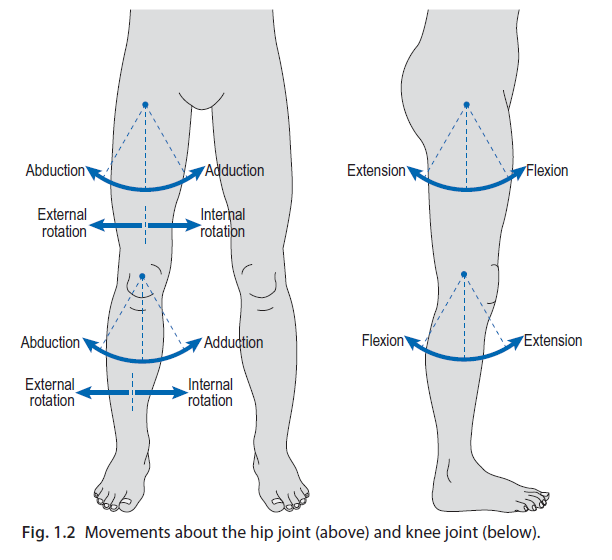 Abduction
Adduction
Extension
Flexion
External
rotation
Internal
rotation
Abduction
Adduction
Flexion
Extension
External
rotation
Internal
rotation
Fig. 1.2 Movements about the hip joint (above) and knee joint (below).